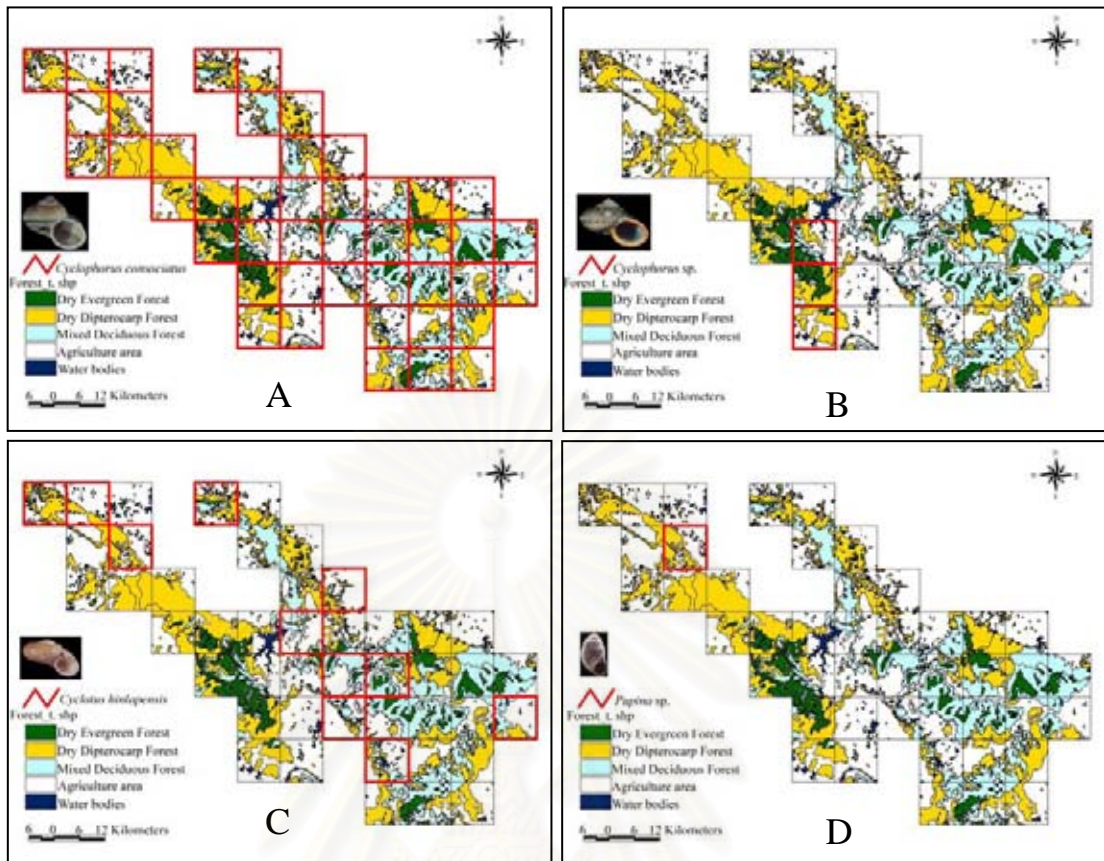 Cyclophorus consociatus
Forest_t. shp
Dry Evergreen Forest
Dry Dipterocarp Forest
Mixed Deciduous Forest
Agriculture area
Water bodies
6 0 6 12 Kilometers
A
Cyclophorus sp.
Forest_t. shp
Dry Evergreen Forest
Dry Dipterocarp Forest
Mixed Deciduous Forest
Agriculture area
Water bodies
6 0 6 12 Kilometers
B
Cyclotus
Forest_t. shp
Dry Evergreen Forest
Dry Dipterocarp Forest
Mixed Deciduous Forest
Agriculture area
Water bodies
6 0 6 12 Kilometers
C
Pupina sp.
Forest_t. shp
Dry Evergreen Forest
Dry Dipterocarp Forest
Mixed Deciduous Forest
Agriculture area
Water bodies
6 0 6 12 Kilometers
D